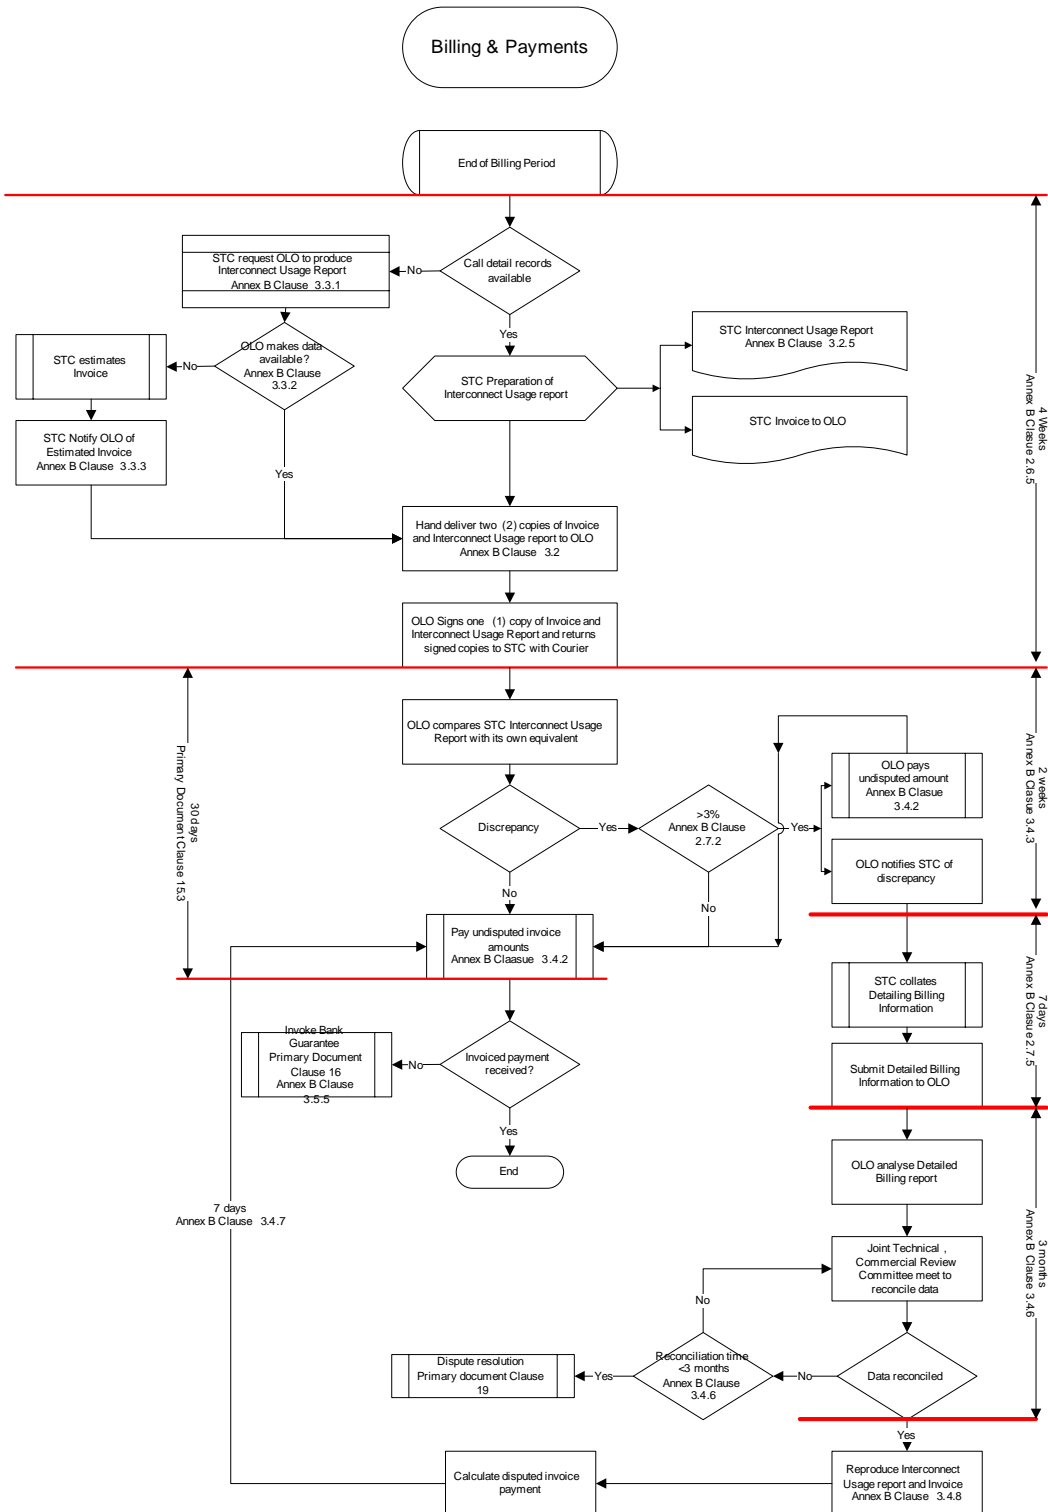 Billing & Payments
End of Billing Period
Call detail records
available
No
STC request OLO to produce
Interconnect Usage Report
Annex B Clause 3.3.1
Yes
OLO makes data
available?
Annex B Clause
3.3.2
No
STC estimates
Invoice
STC Notify OLO of
Estimated Invoice
Annex B Clause 3.3.3
Yes
STC Preparation of
Interconnect Usage report
STC Interconnect Usage Report
Annex B Clause 3.2.5
STC Invoice to OLO
4 Weeks
Annex B Clasue 2.6.5
Hand deliver two (2) copies of Invoice
and Interconnect Usage report to OLO
Annex B Clause 3.2
OLO Signs one (1) copy of Invoice and
Interconnect Usage Report and returns
signed copies to STC with Courier
30 days
Primary Document Clause 15.3
OLO compares STC Interconnect Usage
Report with its own equivalent
Discrepancy
Yes
>3%
Annex B Clause
2.7.2
Yes
OLO pays
undisputed amount
Annex B Clasue
3.4.2
OLO notifies STC of
discrepancy
2 weeks
Annex B Clasue 3.4.3
No
No
Pay undisputed invoice
amounts
Annex B Claasue 3.4.2
STC collates
Detailing Billing
Information
Submit Detailed Billing
Information to OLO
7 days
Annex B Clasue 2.7.5
Invoke Bank
Guarantee
Primary Document
Clause 16
Annex B Clause
3.5.5
No
Invoiced payment
received?
Yes
End
OLO analyse Detailed
Billing report
Joint Technical ,
Commercial Review
Committee meet to
reconcile data
3 months
Annex B Clause 3.4.6
7 days
Annex B Clause 3.4.7
No
Dispute resolution
Primary document Clause
19
Yes
Reconciliation time
<3 months
Annex B Clause
3.4.6
No
Data reconciled
Yes
Calculate disputed invoice
payment
Reproduce Interconnect
Usage report and Invoice
Annex B Clause 3.4.8